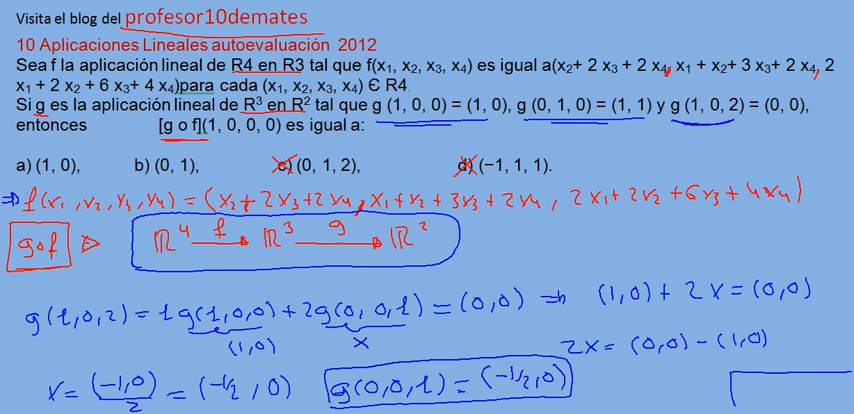 Visita el blog del profesor10demates
10 Aplicaciones Lineales autoevaluación 2012
Sea f la aplicación lineal de R4 en R3 tal que f(x₁, x₂, x₃, x₄) es igual a(x₂+ 2 x₃ + 2 x₄, x₁ + x₂+ 3 x₃+ 2 x₄, 2
x₁ + 2 x₂ + 6 x₃+ 4 x₄)para cada (x₁, x₂, x₃, x₄) Є R4.
Si g es la aplicación lineal de R³ en R² tal que g (1, 0, 0) = (1, 0), g (0, 1, 0) = (1, 1) y g (1, 0, 2) = (0, 0),
entonces [g o f](1, 0, 0, 0) es igual a:
a) (1, 0), b) (0, 1), c) (0, 1, 2), d) (−1, 1, 1).
⇒ f(x₁, x₂, x₃, x₄) = (x₂+2x₃+2x₄, x₁+x₂+3x₃+2x₄, 2x₁+2x₂+6x₃+4x₄)
gof ⇒ ℝ⁴ f→ ℝ³ g→ ℝ²
g(1,0,2) = 1g(1,0,0)+2g(0,0,1) = (0,0) ⇒ (1,0)+2x=(0,0)
(1,0) x 2x= (0,0)-(1,0)
x= (-1,0)/2 = (-1/2, 0) g(0,0,1)=(-1/2,0)